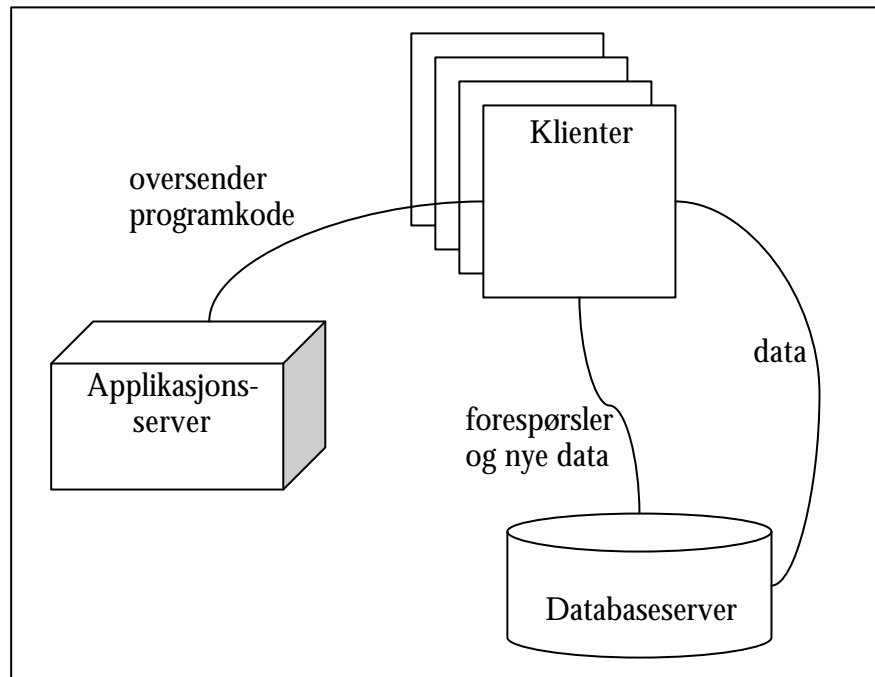 Klienter
oversender
programkode
Applikasjons-
server
data
forespørsler
og nye data
Databaseserver